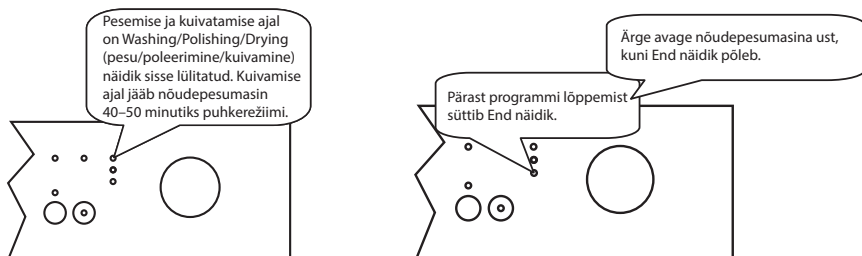 Pesemise ja kuivatamise ajal
on Washing/Polishing/Drying
(pesu/poleerimine/kuivamine)
näidik sisse lülitatud. Kuivamise
ajal jääb nõudepesumasin
40–50 minutiks puhkerežiimi.
Ärge avage nõudepesumasina ust,
kuni End näidik põleb.
Pärast programmi lõppemist
süttib End näidik.